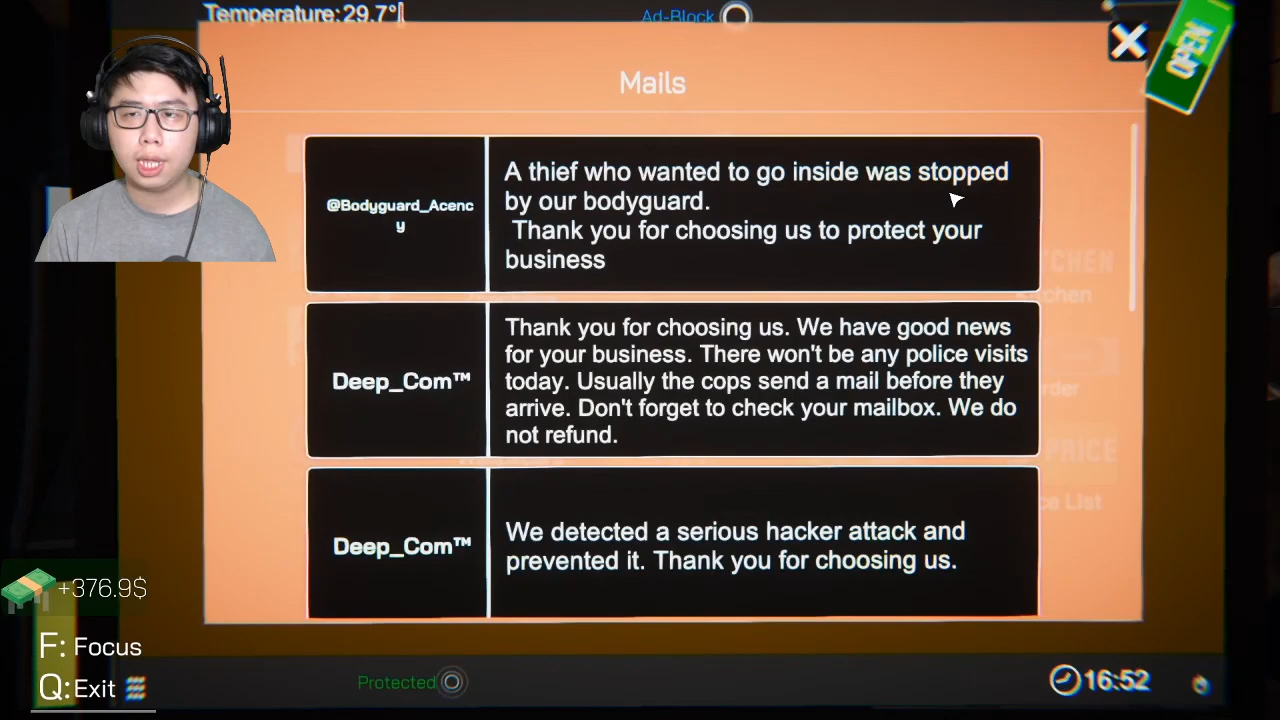 Temperature: 29.7°
Ad-Block
OPEN
Mails
@Bodyguard_Acenc
y
A thief who wanted to go inside was stopped
by our bodyguard.
Thank you for choosing us to protect your
business
Deep_Com™
Thank you for choosing us. We have good news
for your business. There won't be any police visits
today. Usually the cops send a mail before they
arrive. Don't forget to check your mailbox. We do
not refund.
Deep_Com™
We detected a serious hacker attack and
prevented it. Thank you for choosing us.
+376.9$
F: Focus
Q: Exit
Protected
16:52